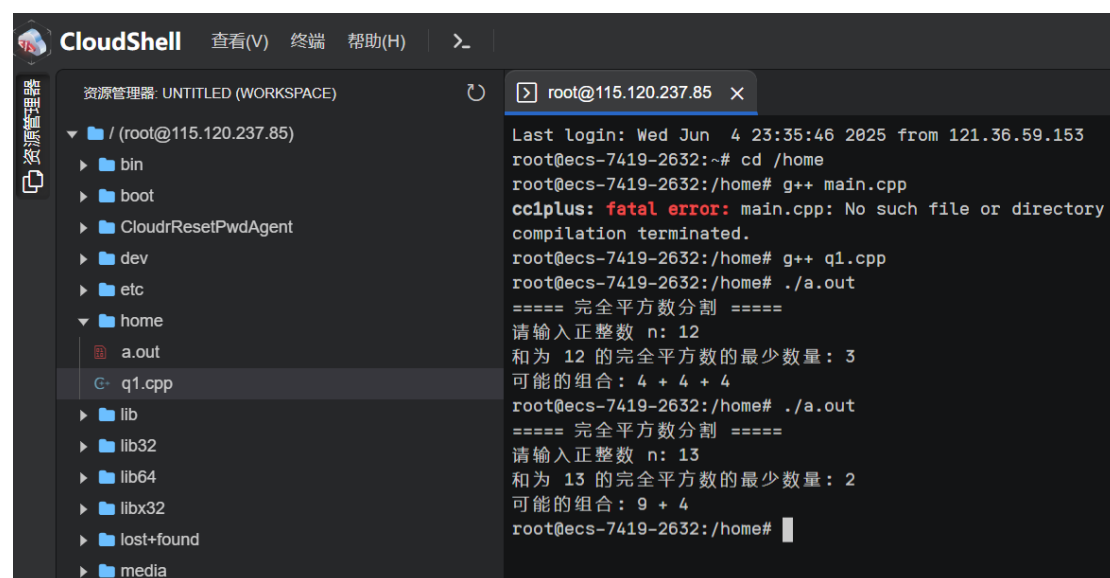 CloudShell 查看(V) 终端 帮助(H)
资源管理器
资源管理器: UNTITLED (WORKSPACE)
/ (root@115.120.237.85)
bin
boot
CloudrResetPwdAgent
dev
etc
home
a.out
q1.cpp
lib
lib32
lib64
libx32
lost+found
media
root@115.120.237.85
Last login: Wed Jun  4 23:35:46 2025 from 121.36.59.153
root@ecs-7419-2632:~# cd /home
root@ecs-7419-2632:/home# g++ main.cpp
cc1plus: fatal error: main.cpp: No such file or directory
compilation terminated.
root@ecs-7419-2632:/home# g++ q1.cpp
root@ecs-7419-2632:/home# ./a.out
===== 完全平方数分割 =====
请输入正整数 n: 12
和为 12 的完全平方数的最少数量: 3
可能的组合: 4 + 4 + 4
root@ecs-7419-2632:/home# ./a.out
===== 完全平方数分割 =====
请输入正整数 n: 13
和为 13 的完全平方数的最少数量: 2
可能的组合: 9 + 4
root@ecs-7419-2632:/home#